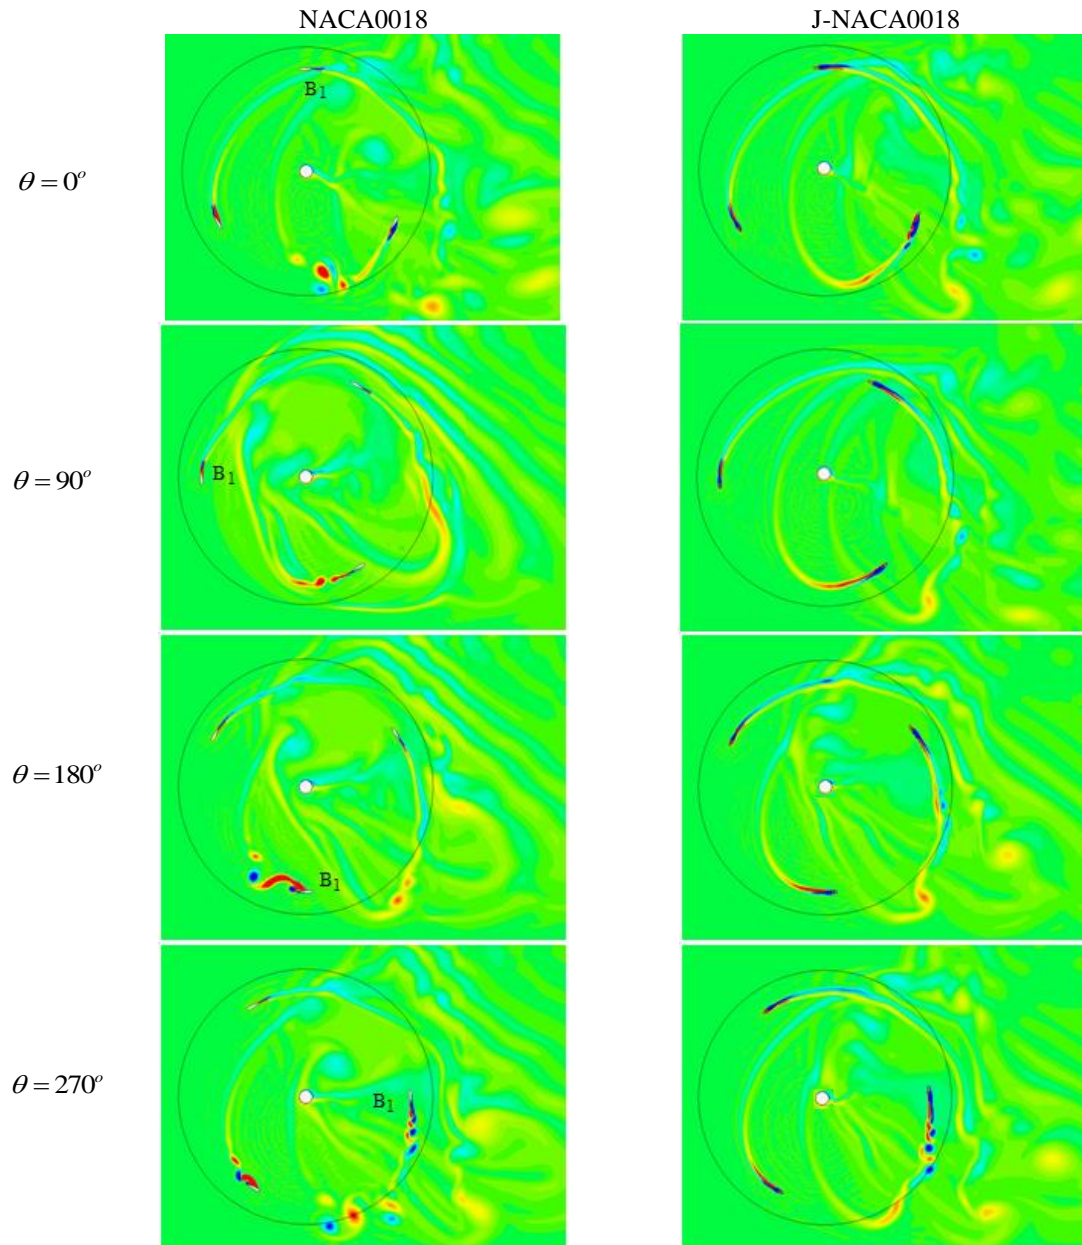 NACA0018 J-NACA0018
B₁
θ = 0°
B₁
θ = 90°
B₁
θ = 180°
B₁
θ = 270°